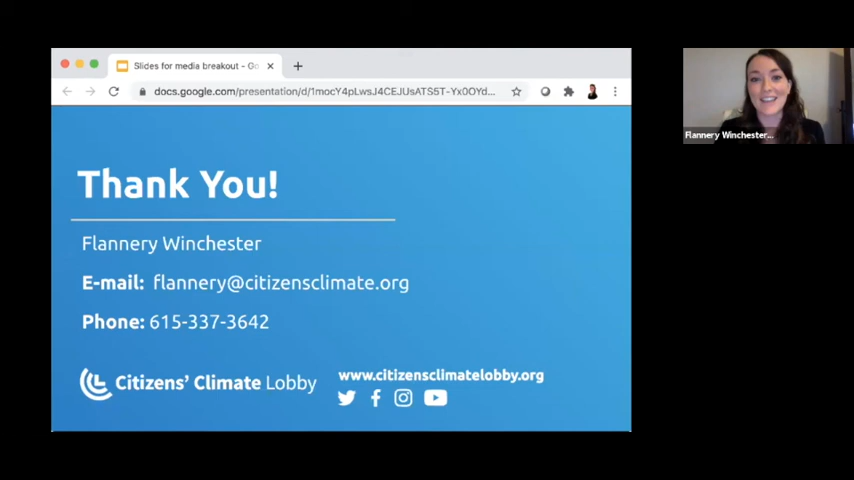 Slides for media breakout - Go
docs.google.com/presentation/d/1mocY4pLwsJ4CEJUsATS5T-Yx0OYd...
Flannery Winchester...
Thank You!
Flannery Winchester
E-mail: flannery@citizensclimate.org
Phone: 615-337-3642
Citizens' Climate Lobby
www.citizensclimatelobby.org